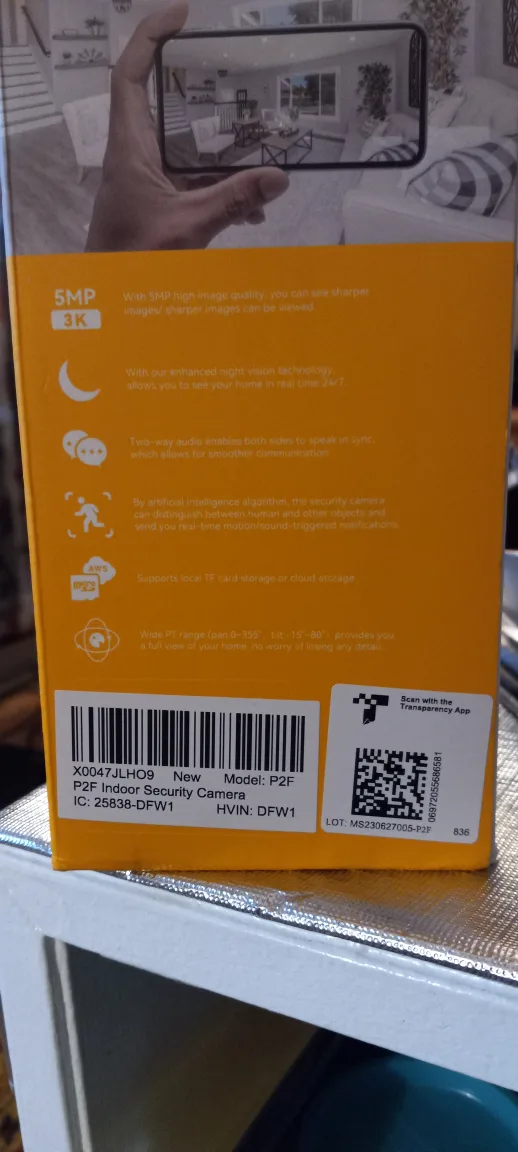 5MP
3K
With 5MP high image quality, you can see sharper
images/ sharper images can be viewed.
With our enhanced night vision technology,
allows you to see your home in real time 24/7.
Two-way audio enables both sides to speak in sync,
which allows for smoother communication.
By artificial intelligence algorithm, the security camera
can distinguish between human and other objects and
send you real-time motion/sound-triggered notifications.
AWS
Supports local TF card storage or cloud storage
Wide PT range (pan 0~355° tilt -15°~80°) provides you
a full view of your home, no worry of losing any detail.
X0047JLHO9 New Model: P2F
P2F Indoor Security Camera
IC: 25838-DFW1 HVIN: DFW1
Scan with the
Transparency App
06972055686581
LOT: MS230627005-P2F 836